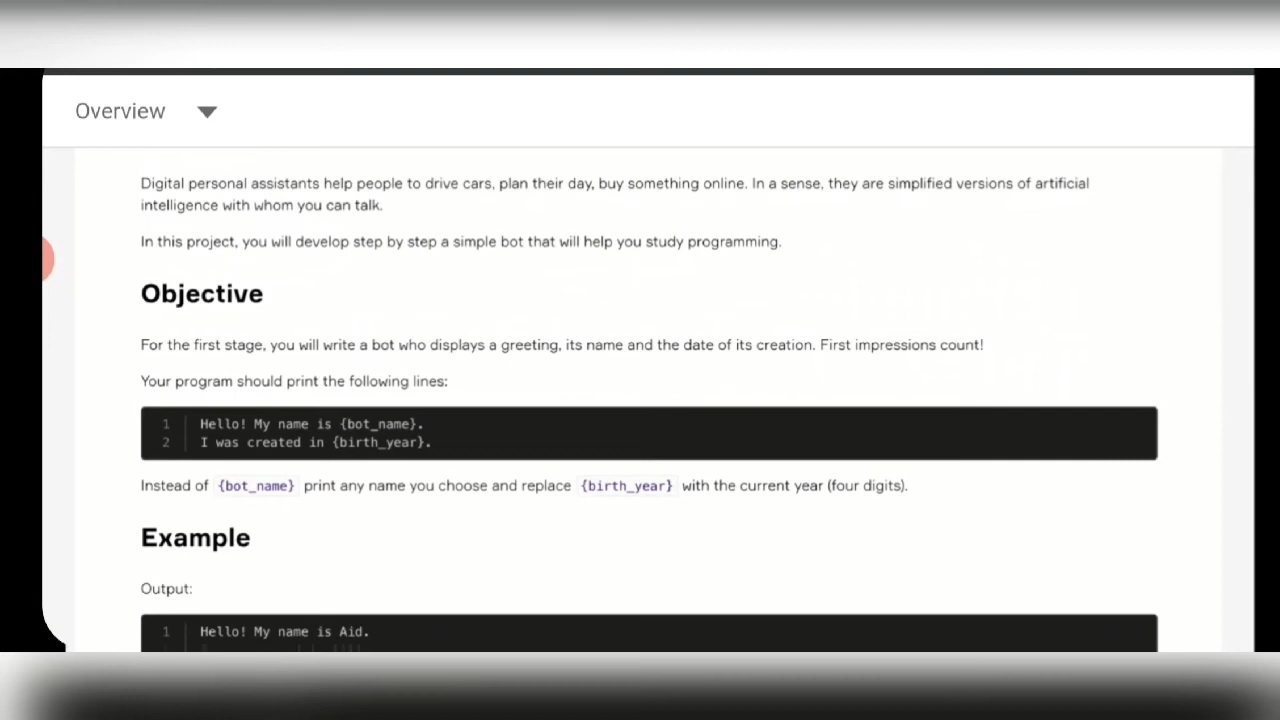 Overview
Digital personal assistants help people to drive cars, plan their day, buy something online. In a sense, they are simplified versions of artificial
intelligence with whom you can talk.
In this project, you will develop step by step a simple bot that will help you study programming.
Objective
For the first stage, you will write a bot who displays a greeting, its name and the date of its creation. First impressions count!
Your program should print the following lines:
1 Hello! My name is {bot_name}.
2 I was created in {birth_year}.
Instead of {bot_name} print any name you choose and replace {birth_year} with the current year (four digits).
Example
Output:
1 Hello! My name is Aid.